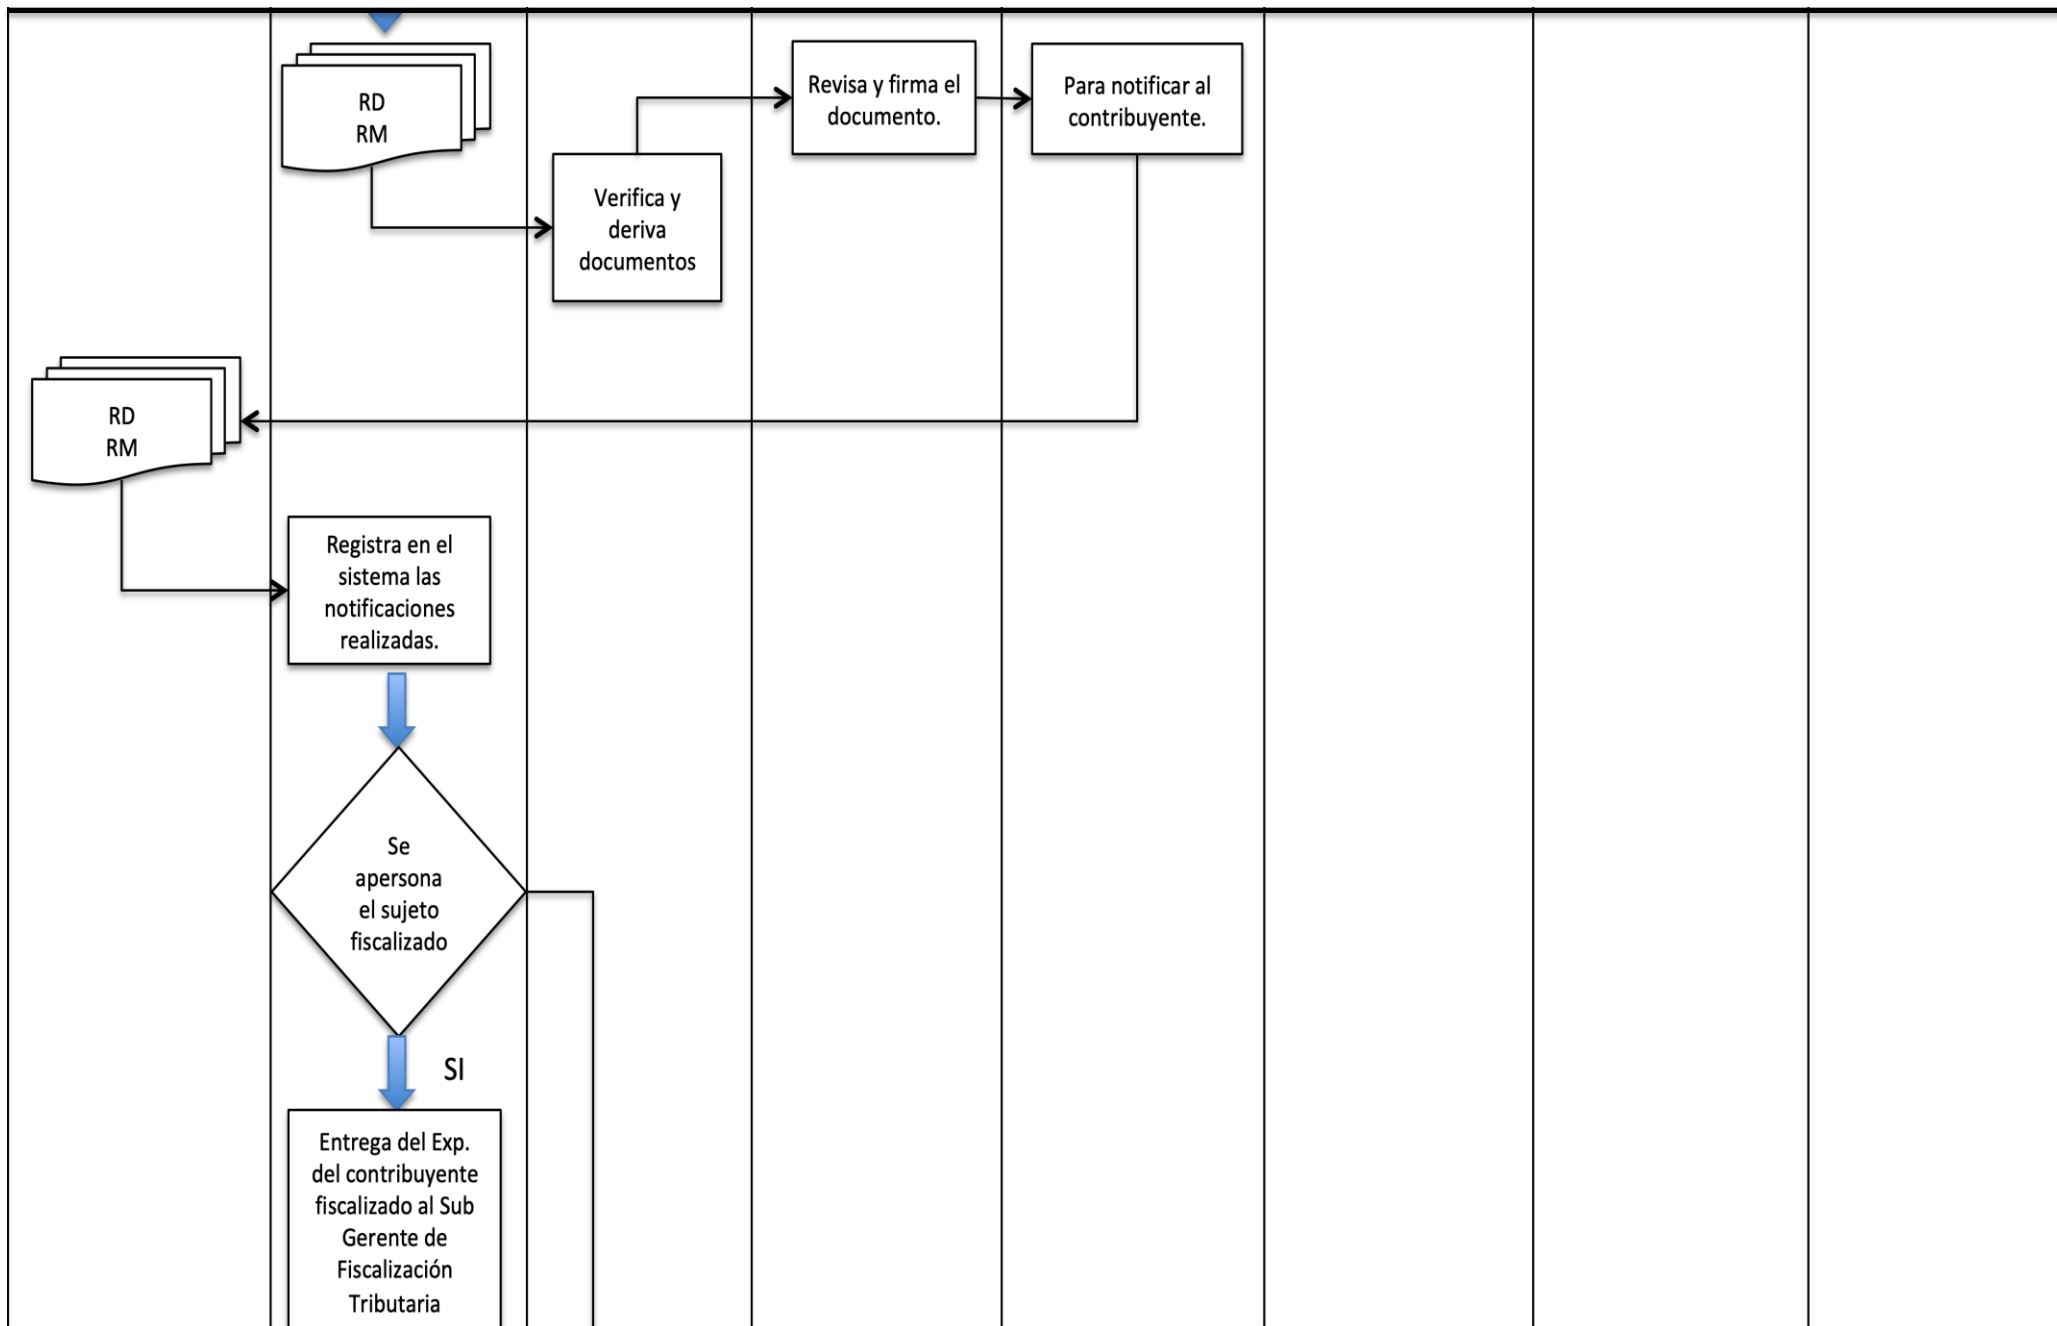 RD
RM
Verifica y
deriva
documentos
Revisa y firma el
documento.
Para notificar al
contribuyente.
RD
RM
Registra en el
sistema las
notificaciones
realizadas.
Se
apersona
el sujeto
fiscalizado
SI
Entrega del Exp.
del contribuyente
fiscalizado al Sub
Gerente de
Fiscalización
Tributaria